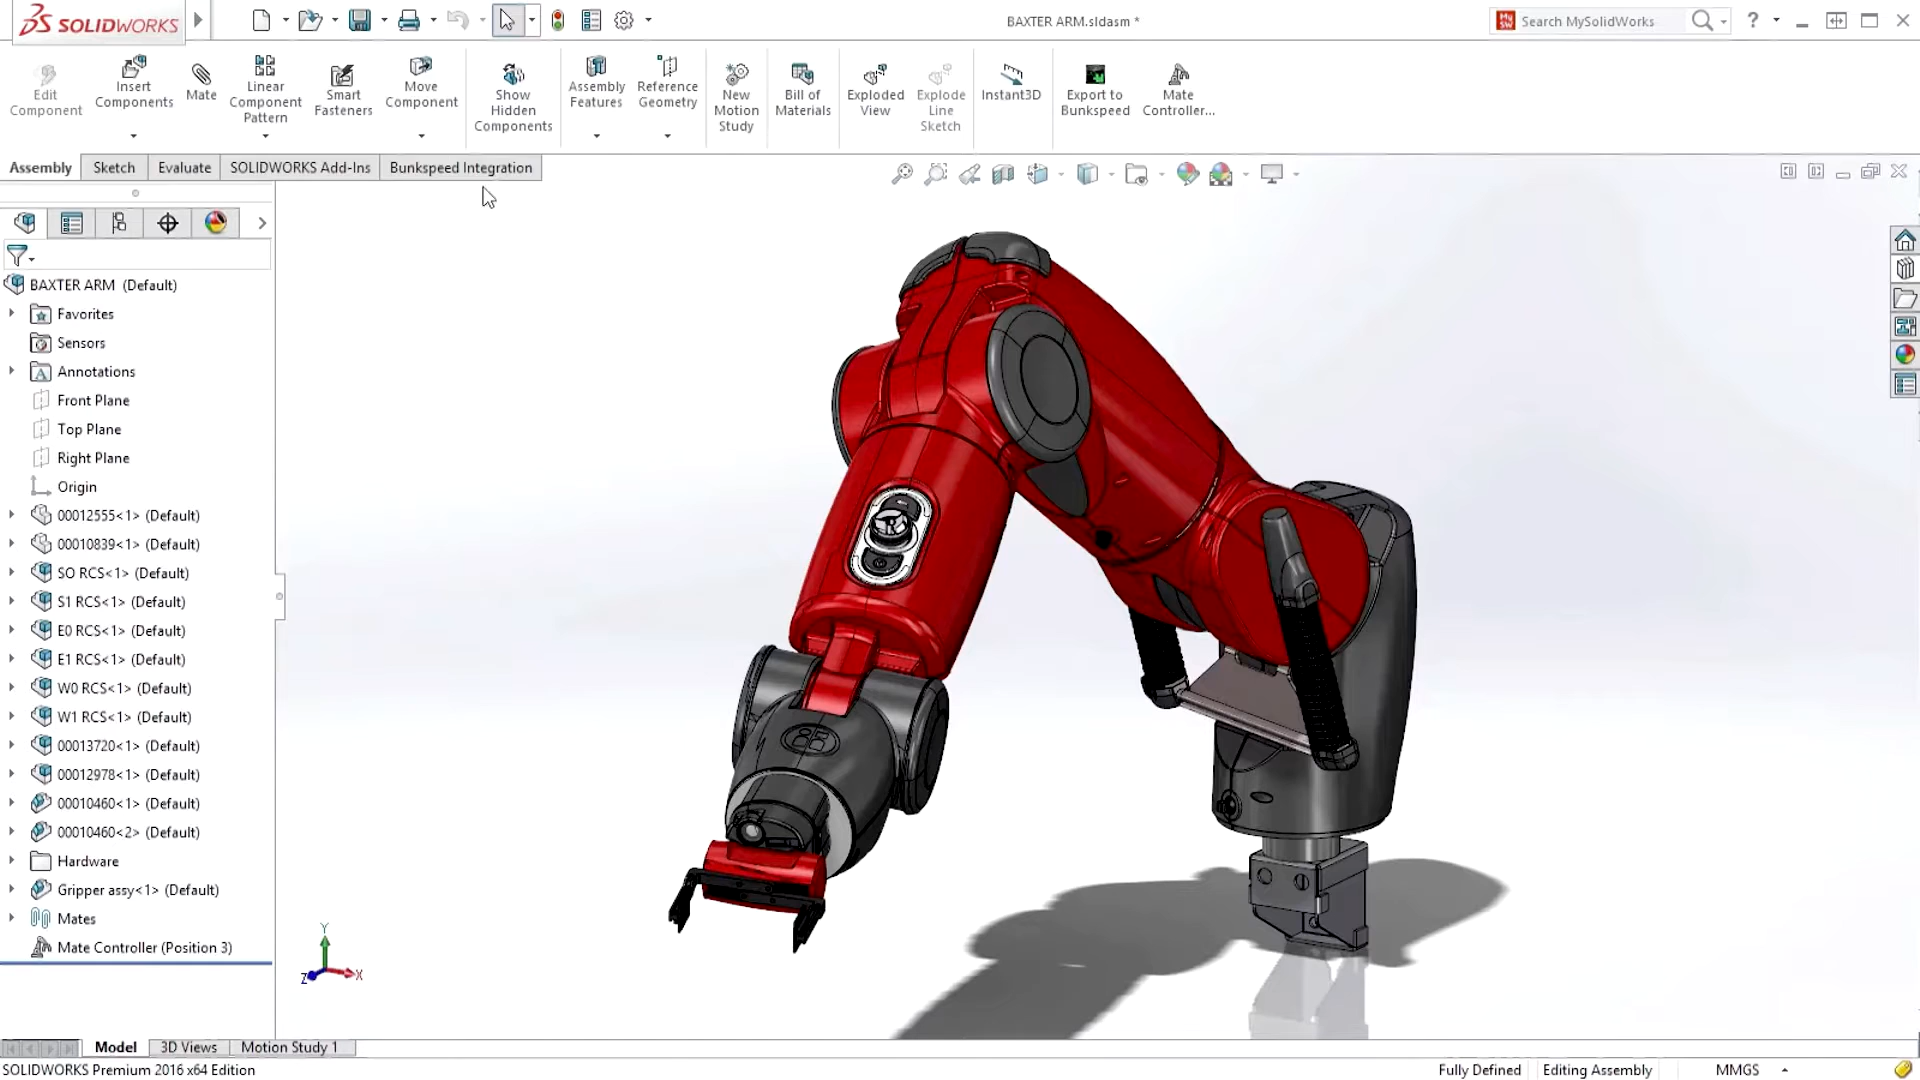 SOLIDWORKS
BAXTER ARM.sldasm *
Search MySolidWorks
?
Edit
Component
Insert
Components
Mate
Linear
Component
Pattern
Smart
Fasteners
Move
Component
Show
Hidden
Components
Assembly
Features
Reference
Geometry
New
Motion
Study
Bill of
Materials
Exploded
View
Explode
Line
Sketch
Instant3D
Export to
Bunkspeed
Mate
Controller...
Assembly
Sketch
Evaluate
SOLIDWORKS Add-Ins
Bunkspeed Integration
BAXTER ARM (Default)
Favorites
Sensors
Annotations
Front Plane
Top Plane
Right Plane
Origin
00012555<1> (Default)
00010839<1> (Default)
SO RCS<1> (Default)
S1 RCS<1> (Default)
E0 RCS<1> (Default)
E1 RCS<1> (Default)
W0 RCS<1> (Default)
W1 RCS<1> (Default)
00013720<1> (Default)
00012978<1> (Default)
00010460<1> (Default)
00010460<2> (Default)
Hardware
Gripper assy<1> (Default)
Mates
Mate Controller (Position 3)
Y
Z
X
Model
3D Views
Motion Study 1
SOLIDWORKS Premium 2016 x64 Edition
Fully Defined
Editing Assembly
MMGS